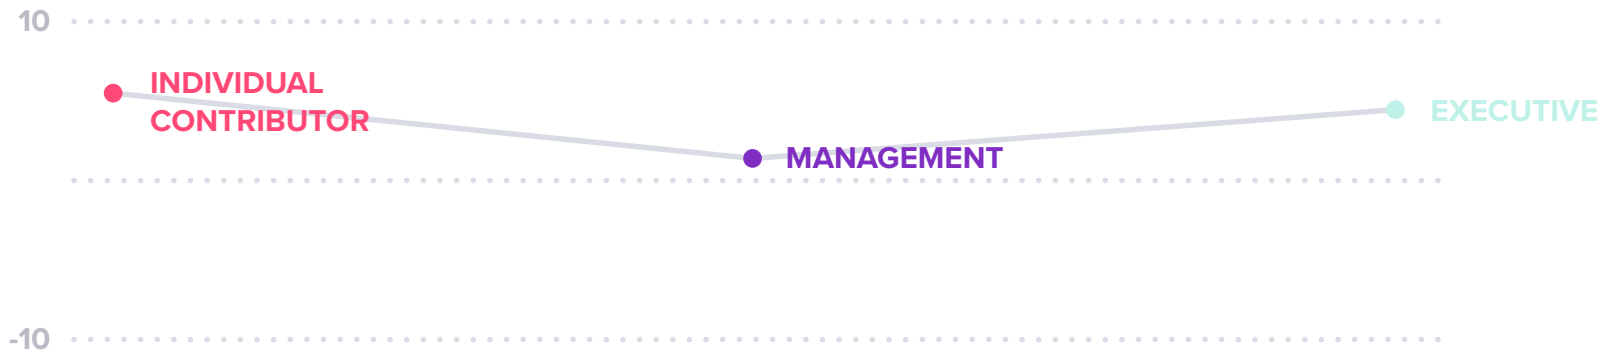 10
INDIVIDUAL
CONTRIBUTOR
EXECUTIVE
MANAGEMENT
-10